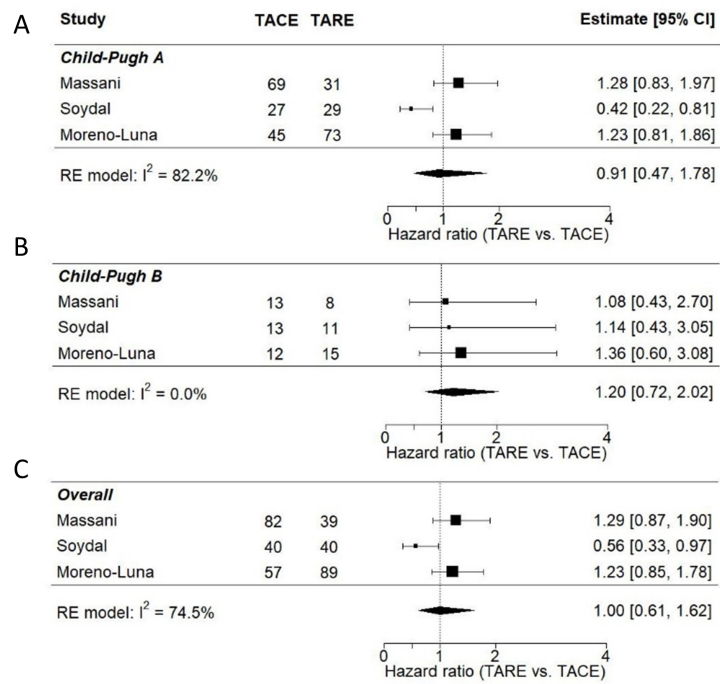 A
Study TACE TARE Estimate [95% CI]
Child-Pugh A
Massani 69 31 1.28 [0.83, 1.97]
Soydal 27 29 0.42 [0.22, 0.81]
Moreno-Luna 45 73 1.23 [0.81, 1.86]
RE model: I² = 82.2% 0.91 [0.47, 1.78]
0 1 2 4
Hazard ratio (TARE vs. TACE)
B
Child-Pugh B
Massani 13 8 1.08 [0.43, 2.70]
Soydal 13 11 1.14 [0.43, 3.05]
Moreno-Luna 12 15 1.36 [0.60, 3.08]
RE model: I² = 0.0% 1.20 [0.72, 2.02]
0 1 2 4
Hazard ratio (TARE vs. TACE)
C
Overall
Massani 82 39 1.29 [0.87, 1.90]
Soydal 40 40 0.56 [0.33, 0.97]
Moreno-Luna 57 89 1.23 [0.85, 1.78]
RE model: I² = 74.5% 1.00 [0.61, 1.62]
0 1 2 4
Hazard ratio (TARE vs. TACE)